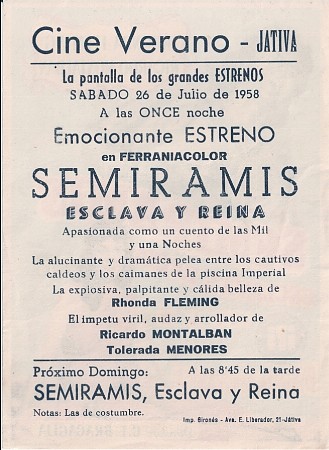 Cine Verano - JATIVA
La pantalla de los grandes ESTRENOS
SABADO 26 de Julio de 1958
A las ONCE noche
Emocionante ESTRENO
en FERRANIACOLOR
SEMIRAMIS
ESCLAVA Y REINA
Apasionada como un cuento de las Mil
y una Noches
La alucinante y dramática pelea entre los cautivos
caldeos y los caimanes de la piscina Imperial
La explosiva, palpitante y cálida belleza de
Rhonda FLEMING
El impetu viril, audaz y arrollador de
Ricardo MONTALBAN
Tolerada MENORES
Próximo Domingo: A las 8'45 de la tarde
SEMIRAMIS, Esclava y Reina
Notas: Las de costumbre.
Imp. Gironés - Ava. E. Liberador, 21-Játiva